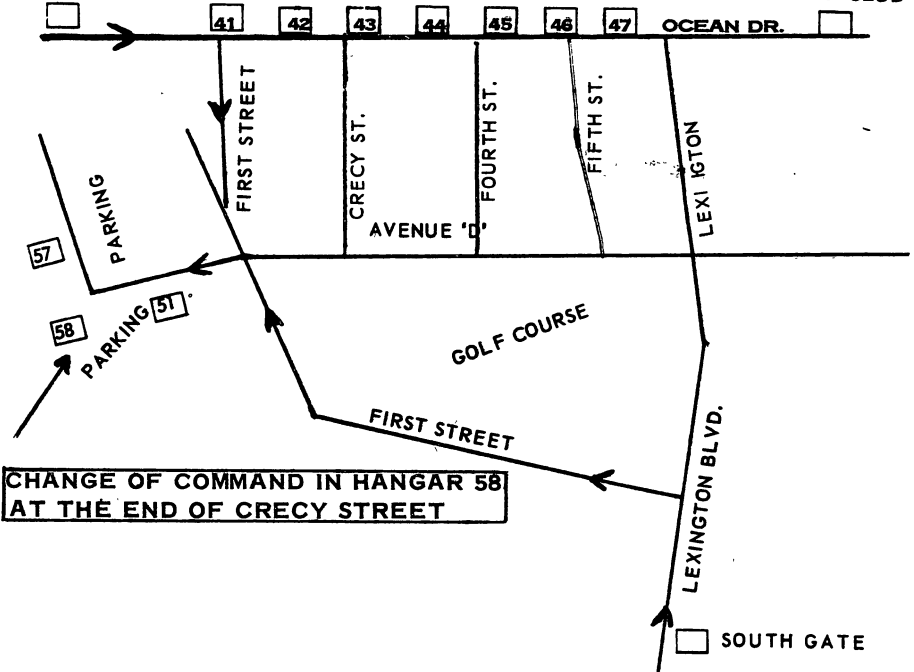 41 42 43 44 45 46 47 OCEAN DR.
FIRST STREET
CRECY ST.
FOURTH ST.
FIFTH ST.
AVENUE "D"
PARKING
57
58
51
PARKING
GOLF COURSE
FIRST STREET
LEXINGTON BLVD.
CHANGE OF COMMAND IN HANGAR 58
AT THE END OF CRECY STREET
SOUTH GATE